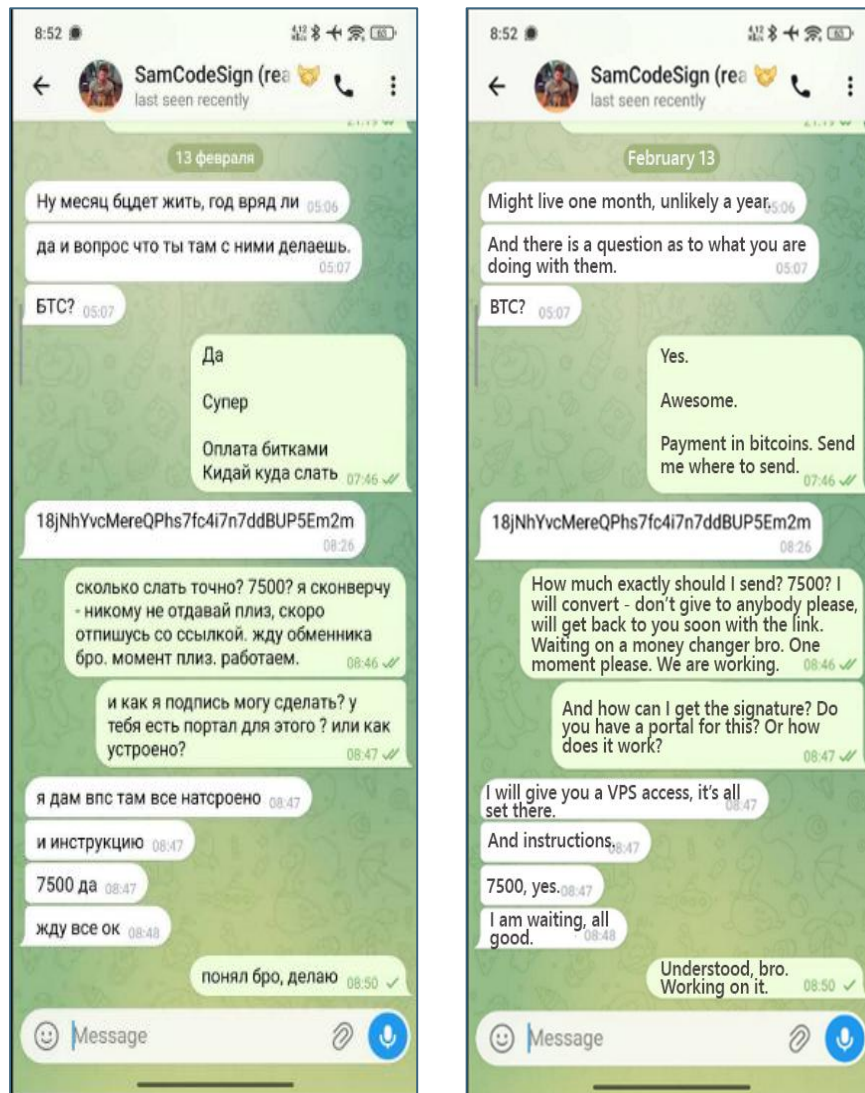 8:52
4,12
63
SamCodeSign (rea
last seen recently
21:19
13 февраля
Ну месяц бцдет жить, год вряд ли 05:06
да и вопрос что ты там с ними делаешь.
05:07
БТС? 05:07
Да
Супер
Оплата битками
Кидай куда слать 07:46
18jNhYvcMereQPhs7fc4i7n7ddBUP5Em2m
08:26
сколько слать точно? 7500? я сконверчу
- никому не отдавай плиз, скоро
отпишусь со ссылкой. жду обменника
бро. момент плиз. работаем. 08:46
и как я подпись могу сделать? у
тебя есть портал для этого ? или как
устроено? 08:47
я дам впс там все натсроено 08:47
и инструкцию 08:47
7500 да 08:47
жду все ок 08:48
понял бро, делаю 08:50
Message
8:52
4,12
63
SamCodeSign (rea
last seen recently
21:19
February 13
Might live one month, unlikely a year. 05:06
And there is a question as to what you are
doing with them. 05:07
BTC? 05:07
Yes.
Awesome.
Payment in bitcoins. Send
me where to send. 07:46
18jNhYvcMereQPhs7fc4i7n7ddBUP5Em2m
08:26
How much exactly should I send? 7500? I
will convert - don't give to anybody please,
will get back to you soon with the link.
Waiting on a money changer bro. One
moment please. We are working. 08:46
And how can I get the signature? Do
you have a portal for this? Or how
does it work? 08:47
I will give you a VPS access, it's all
set there. 08:47
And instructions. 08:47
7500, yes. 08:47
I am waiting, all
good. 08:48
Understood, bro.
Working on it. 08:50
Message